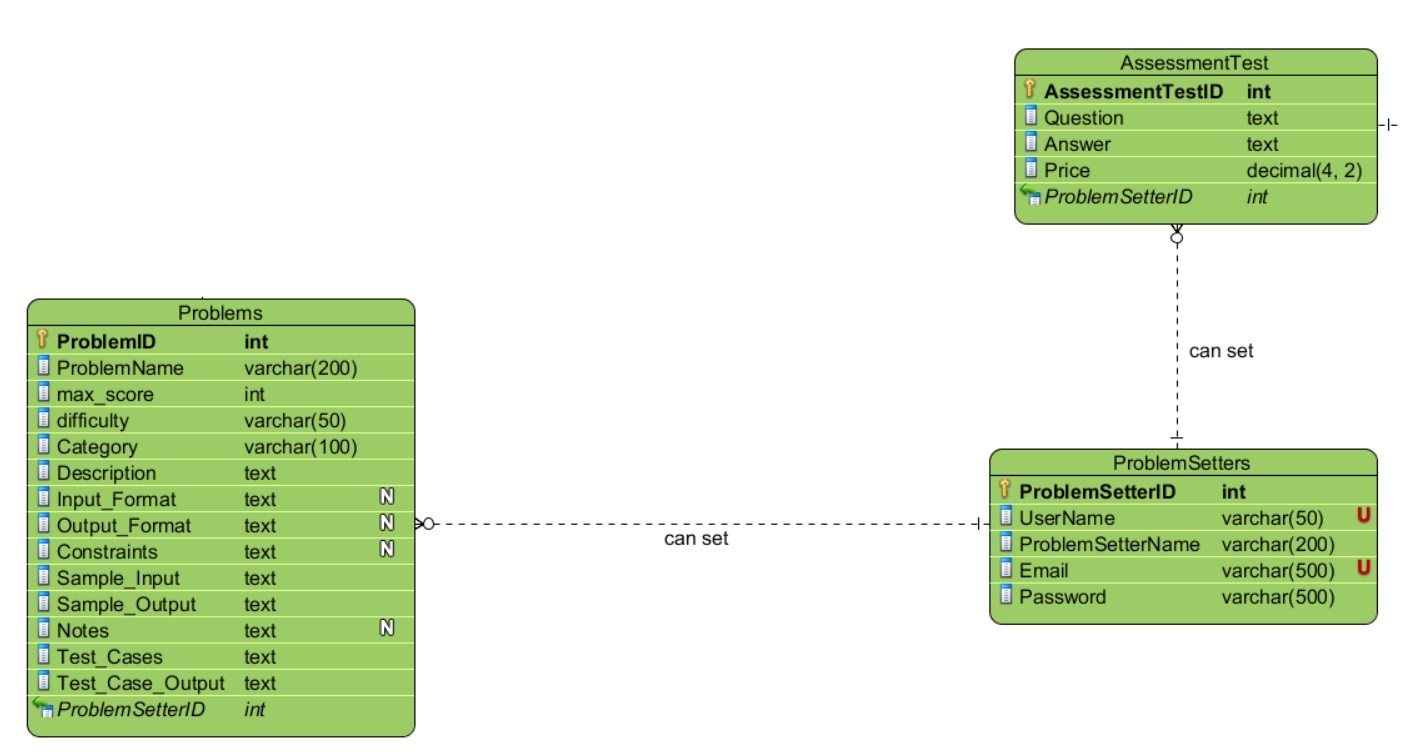 AssessmentTest
AssessmentTestID int
Question text
Answer text
Price decimal(4, 2)
ProblemSetterID int
can set
Problems
ProblemID int
ProblemName varchar(200)
max_score int
difficulty varchar(50)
Category varchar(100)
Description text
Input_Format text N
Output_Format text N
Constraints text N
Sample_Input text
Sample_Output text
Notes text N
Test_Cases text
Test_Case_Output text
ProblemSetterID int
can set
ProblemSetters
ProblemSetterID int
UserName varchar(50) U
ProblemSetterName varchar(200)
Email varchar(500) U
Password varchar(500)